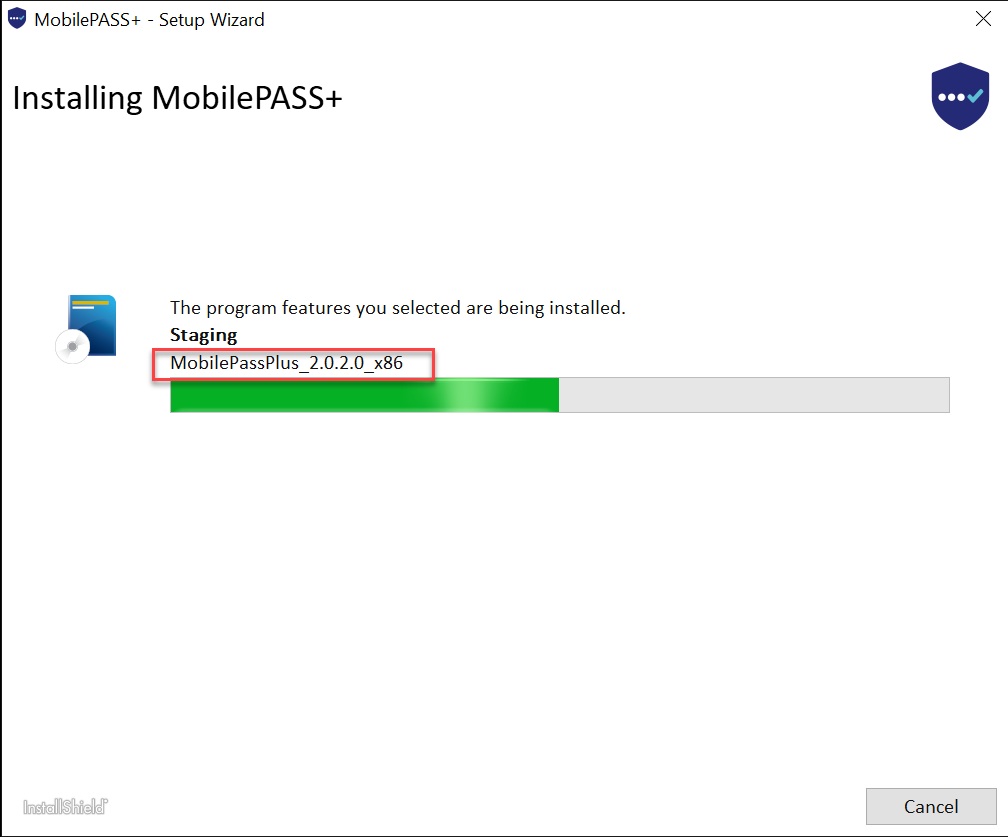 MobilePASS+ - Setup Wizard
Installing MobilePASS+
The program features you selected are being installed.
Staging
MobilePassPlus_2.0.2.0_x86
InstallShield
Cancel